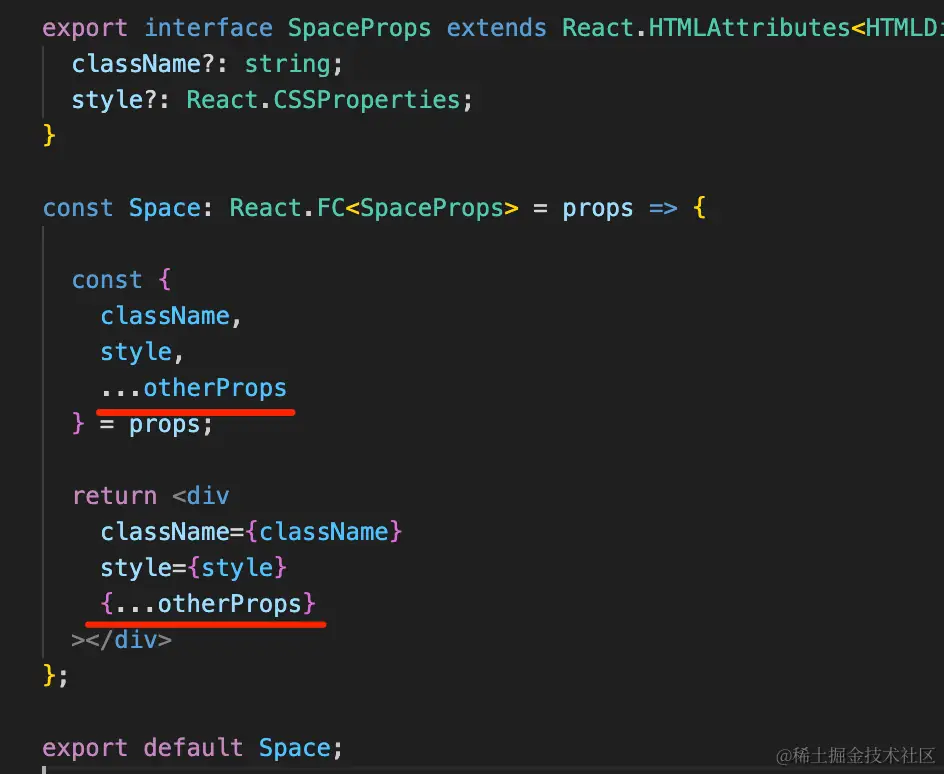 export interface SpaceProps extends React.HTMLAttributes<HTMLDi
className?: string;
style?: React.CSSProperties;
}
const Space: React.FC<SpaceProps> = props => {
const {
className,
style,
...otherProps
} = props;
return <div
className={className}
style={style}
{...otherProps}
></div>
};
export default Space;
@稀土掘金技术社区